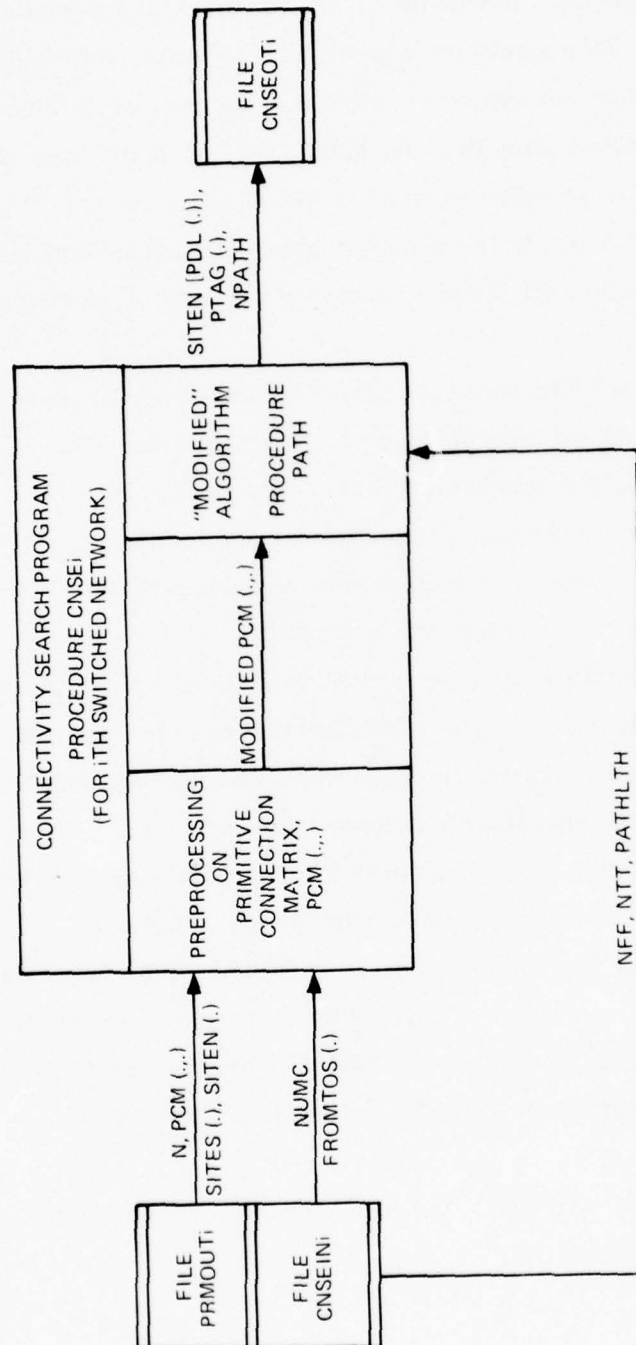 CONNECTIVITY SEARCH PROGRAM
PROCEDURE CNSEi
(FOR iTH SWITCHED NETWORK)
FILE
PRMOUTi
FILE
CNSEINi
N, PCM (.,.)
SITES (.), SITEN (.)
NUMC
FROMTOS (.)
PREPROCESSING
ON
PRIMITIVE
CONNECTION
MATRIX,
PCM (.,.)
MODIFIED PCM (.,.)
"MODIFIED"
ALGORITHM
PROCEDURE
PATH
SITEN [PDL (.)],
PTAG (.),
NPATH
FILE
CNSEOTi
NFF, NTT, PATHLTH